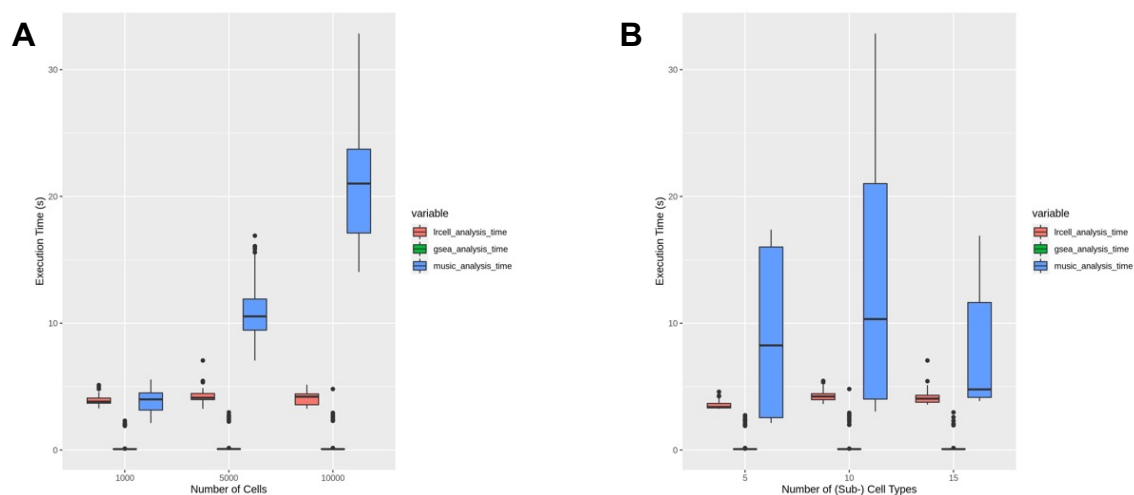 A
30
20
10
0
Execution Time (s)
1000
5000
10000
Number of Cells
variable
lrcell_analysis_time
gsea_analysis_time
music_analysis_time
B
30
20
10
0
Execution Time (s)
5
10
15
Number of (Sub-) Cell Types
variable
lrcell_analysis_time
gsea_analysis_time
music_analysis_time